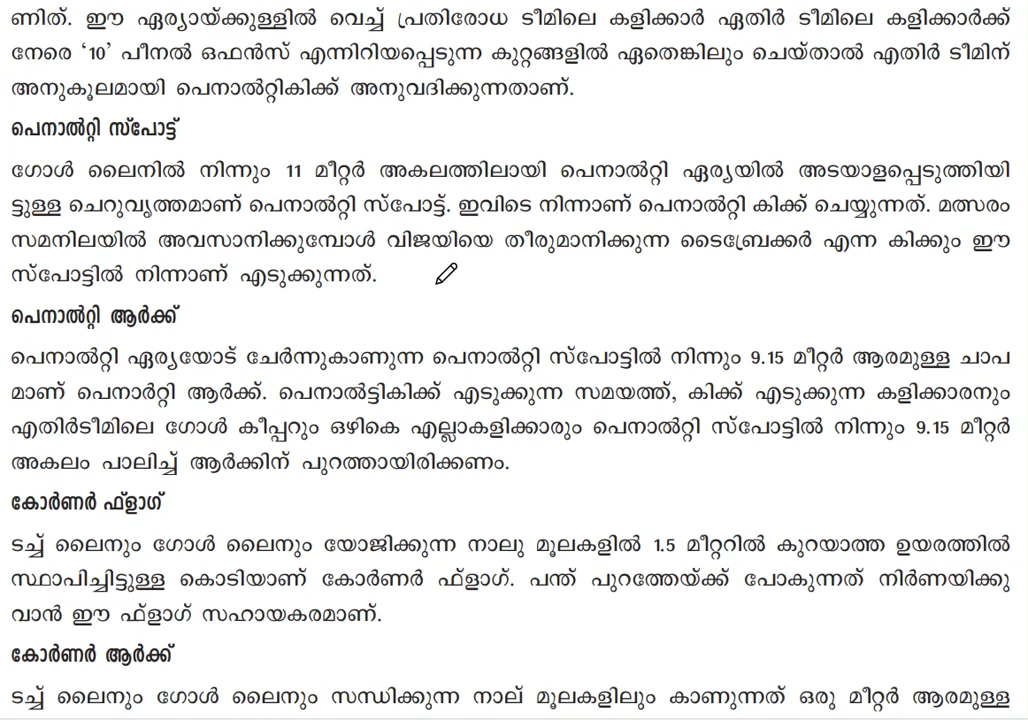 ണിത്. ഈ ഏര്യായ്ക്കുള്ളിൽ വെച്ച് പ്രതിരോധ ടീമിലെ കളിക്കാർ ഏതിർ ടീമിലെ കളിക്കാർക്ക്
നേരെ ‘10’ പീനൽ ഒഫൻസ് എന്നിറിയപ്പെടുന്ന കുറ്റങ്ങളിൽ ഏതെങ്കിലും ചെയ്താൽ എതിർ ടീമിന്
അനുകൂലമായി പെനാൽറ്റികിക്ക് അനുവദിക്കുന്നതാണ്.
പെനാൽറ്റി സ്പോട്ട്
ഗോൾ ലൈനിൽ നിന്നും 11 മീറ്റർ അകലത്തിലായി പെനാൽറ്റി ഏര്യയിൽ അടയാളപ്പെടുത്തിയി
ട്ടുള്ള ചെറുവൃത്തമാണ് പെനാൽറ്റി സ്പോട്ട്. ഇവിടെ നിന്നാണ് പെനാൽറ്റി കിക്ക് ചെയ്യുന്നത്. മത്സരം
സമനിലയിൽ അവസാനിക്കുമ്പോൾ വിജയിയെ തീരുമാനിക്കുന്ന ടൈബ്രേക്കർ എന്ന കിക്കും ഈ
സ്പോട്ടിൽ നിന്നാണ് എടുക്കുന്നത്.
പെനാൽറ്റി ആർക്ക്
പെനാൽറ്റി ഏര്യയോട് ചേർന്നുകാണുന്ന പെനാൽറ്റി സ്പോട്ടിൽ നിന്നും 9.15 മീറ്റർ ആരമുള്ള ചാപ
മാണ് പെനാർറ്റി ആർക്ക്. പെനാൽട്ടികിക്ക് എടുക്കുന്ന സമയത്ത്, കിക്ക് എടുക്കുന്ന കളിക്കാരനും
എതിർടീമിലെ ഗോൾ കീപ്പറും ഒഴികെ എല്ലാകളിക്കാരും പെനാൽറ്റി സ്പോട്ടിൽ നിന്നും 9.15 മീറ്റർ
അകലം പാലിച്ച് ആർക്കിന് പുറത്തായിരിക്കണം.
കോർണർ ഫ്ളാഗ്
ടച്ച് ലൈനും ഗോൾ ലൈനും യോജിക്കുന്ന നാലു മൂലകളിൽ 1.5 മീറ്ററിൽ കുറയാത്ത ഉയരത്തിൽ
സ്ഥാപിച്ചിട്ടുള്ള കൊടിയാണ് കോർണർ ഫ്ളാഗ്. പന്ത് പുറത്തേയ്ക്ക് പോകുന്നത് നിർണയിക്കു
വാൻ ഈ ഫ്ളാഗ് സഹായകരമാണ്.
കോർണർ ആർക്ക്
ടച്ച് ലൈനും ഗോൾ ലൈനും സന്ധിക്കുന്ന നാല് മൂലകളിലും കാണുന്നത് ഒരു മീറ്റർ ആരമുള്ള